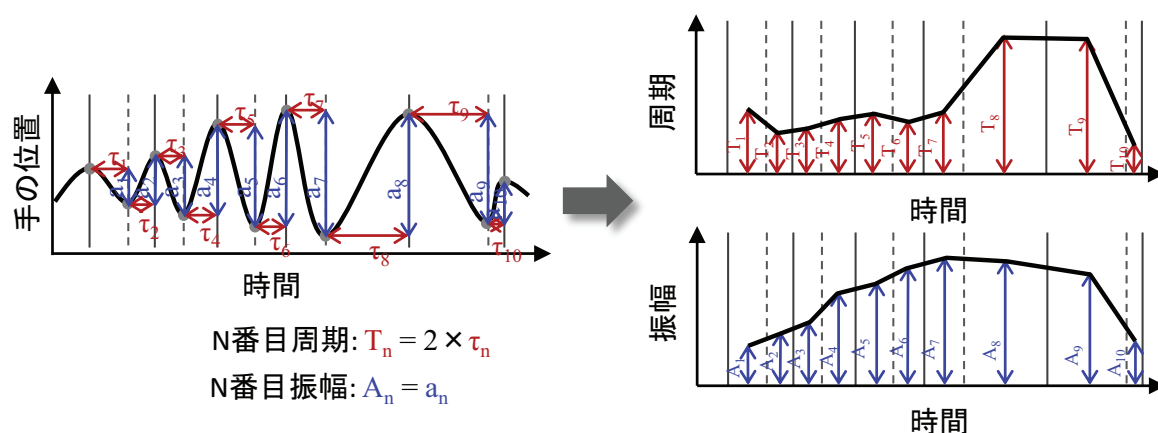 手の位置
τ1
τ2
τ3
τ4
τ5
τ6
τ7
τ8
τ9
τ10
a1
a2
a3
a4
a5
a6
a7
a8
a9
時間
N番目周期: Tn = 2 × τn
N番目振幅: An = an
周期
T1
T2
T3
T4
T5
T6
T7
T8
T9
T10
時間
振幅
A1
A2
A3
A4
A5
A6
A7
A8
A9
A10
時間